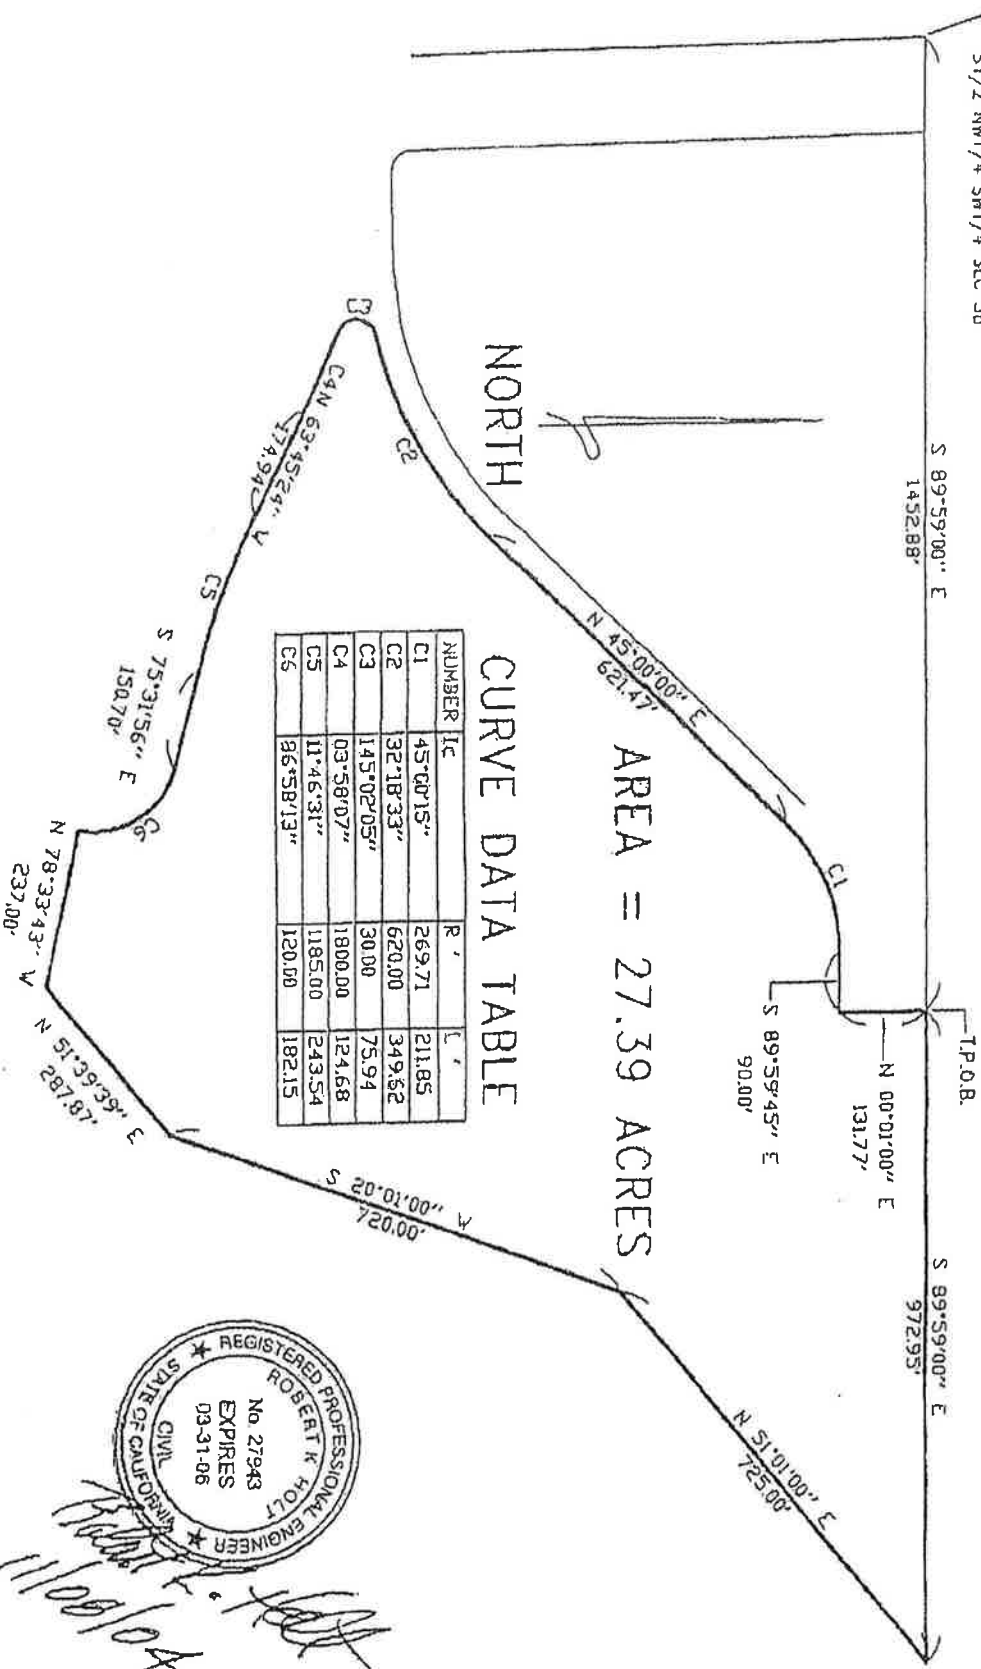 S1/2 NW1/4 SW1/4 SEC 30
S 89°59'00" E
1452.88'
T.P.O.B.
S 89°59'00" E
972.95'
N 00°01'00" E
131.77'
S 89°59'45" E
90.00'
C1
N 45°00'00" E
621.47'
C2
NORTH
AREA = 27.39 ACRES
N 51°01'00" E
725.00'
CURVE DATA TABLE
NUMBER
R '
L '
C1 45°00'15" 269.71 211.85
C2 32°18'33" 620.00 349.62
C3 145°02'05" 30.00 75.94
C4 03°58'07" 1800.00 124.68
C5 11°46'31" 1185.00 243.54
C6 86°58'13" 120.00 182.15
C4
N 63°45'24" W
174.94'
C5
S 75°31'56" E
150.70'
C6
N 78°33'43" W
237.00'
N 51°39'39" E
287.87'
S 20°01'00" W
720.00'
REGISTERED PROFESSIONAL ENGINEER
ROBERT K HOLT
No. 27943
EXPIRES
03-31-06
CIVIL
STATE OF CALIFORNIA